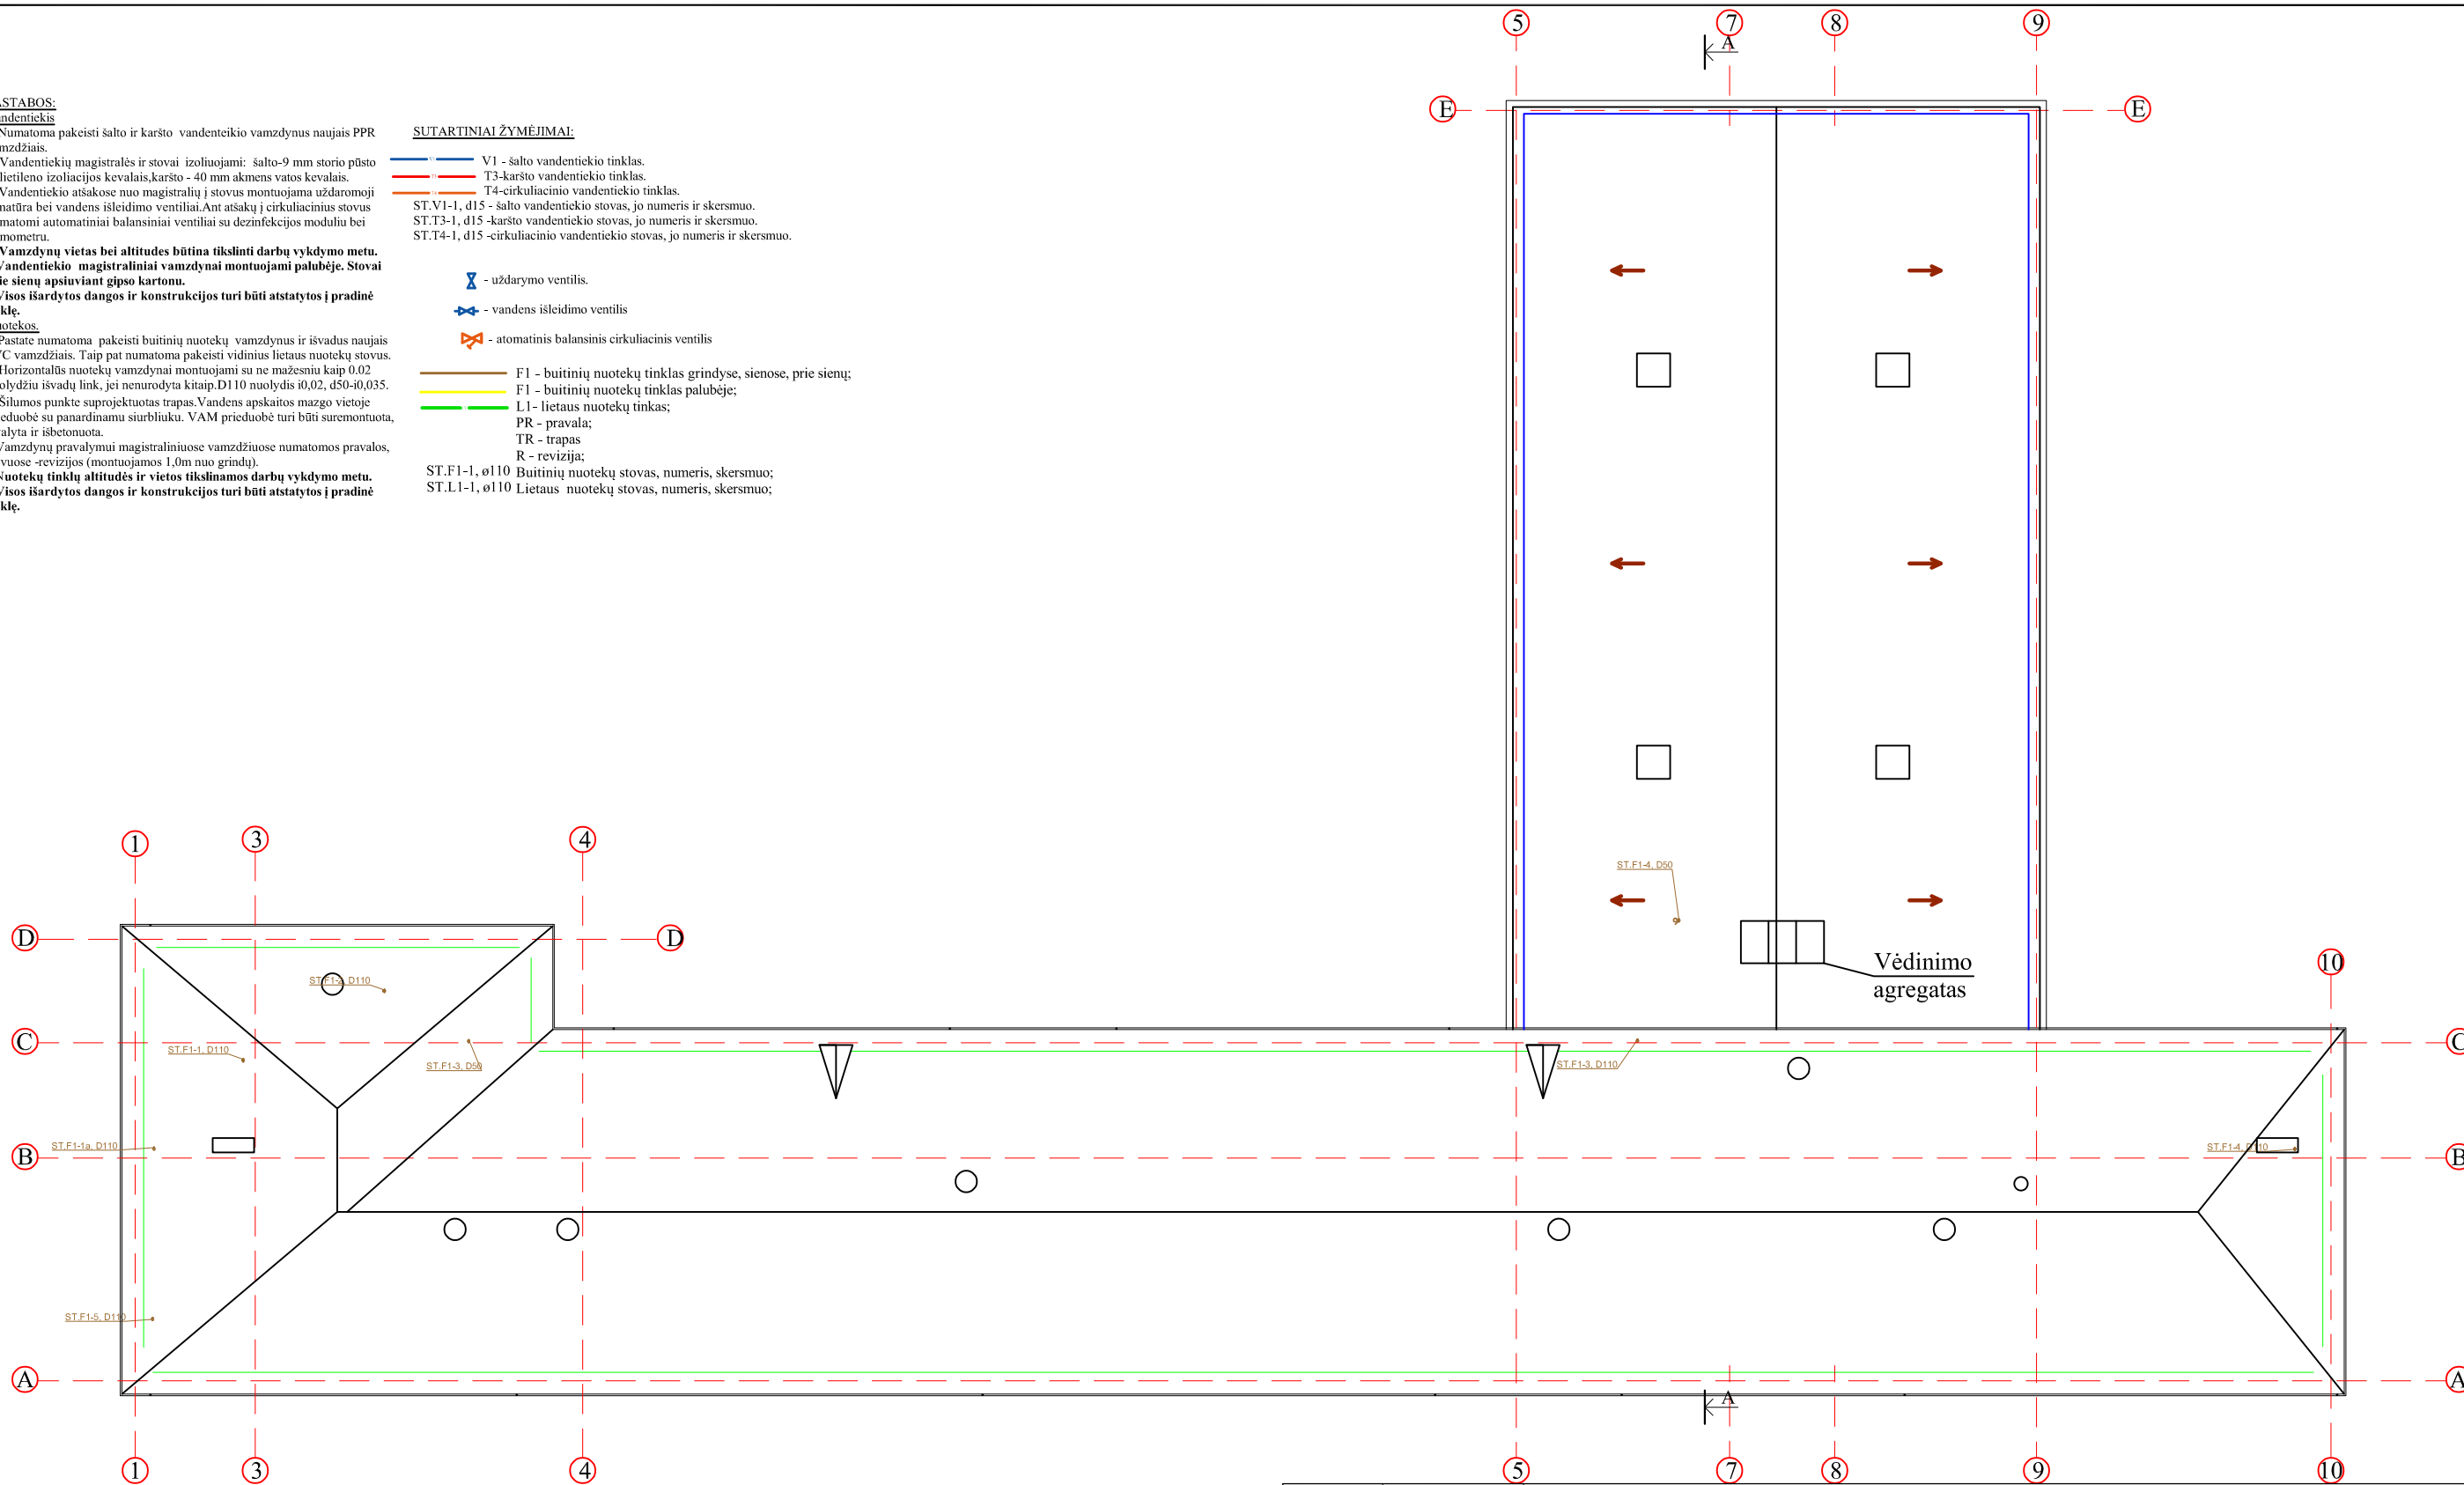 ASTABOS:
ndentiekis
Numatoma pakeisti šalto ir karšto vandenteikio vamzdynus naujais PPR
mzdžiais.
Vandentiekių magistralės ir stovai izoliuojami: šalto-9 mm storio pūsto
lietileno izoliacijos kevalais,karšto - 40 mm akmens vatos kevalais.
Vandentiekio atšakose nuo magistralių į stovus montuojama uždaromoji
matūra bei vandens išleidimo ventiliai.Ant atšakų į cirkuliacinius stovus
matomi automatiniai balansiniai ventiliai su dezinfekcijos moduliu bei
mometru.
Vamzdynų vietas bei altitudes būtina tikslinti darbų vykdymo metu.
Vandentiekio magistraliniai vamzdynai montuojami palubėje. Stovai
ie sienų apsiuviant gipso kartonu.
Visos išardytos dangos ir konstrukcijos turi būti atstatytos į pradinė
klę.
otekos.
Pastate numatoma pakeisti buitinių nuotekų vamzdynus ir išvadus naujais
VC vamzdžiais. Taip pat numatoma pakeisti vidinius lietaus nuotekų stovus.
Horizontalūs nuotekų vamzdynai montuojami su ne mažesniu kaip 0.02
olydžiu išvadų link, jei nenurodyta kitaip.D110 nuolydis i0,02, d50-i0,035.
Šilumos punkte suprojektuotas trapas.Vandens apskaitos mazgo vietoje
eduobė su panardinamu siurbliuku. VAM prieduobė turi būti suremontuota,
alyta ir išbetonuota.
Vamzdynų pravalymui magistraliniuose vamzdžiuose numatomos pravalos,
vuose -revizijos (montuojamos 1,0m nuo grindų).
Nuotekų tinklų altitudės ir vietos tikslinamos darbų vykdymo metu.
Visos išardytos dangos ir konstrukcijos turi būti atstatytos į pradinė
klę.
SUTARTINIAI ŽYMĖJIMAI:
V1 - šalto vandentiekio tinklas.
T3-karšto vandentiekio tinklas.
T4-cirkuliacinio vandentiekio tinklas.
ST.V1-1, d15 - šalto vandentiekio stovas, jo numeris ir skersmuo.
ST.T3-1, d15 -karšto vandentiekio stovas, jo numeris ir skersmuo.
ST.T4-1, d15 -cirkuliacinio vandentiekio stovas, jo numeris ir skersmuo.
- uždarymo ventilis.
- vandens išleidimo ventilis
- atomatinis balansinis cirkuliacinis ventilis
F1 - buitinių nuotekų tinklas grindyse, sienose, prie sienų;
F1 - buitinių nuotekų tinklas palubėje;
L1- lietaus nuotekų tinkas;
PR - pravala;
TR - trapas
R - revizija;
ST.F1-1, ø110 Buitinių nuotekų stovas, numeris, skersmuo;
ST.L1-1, ø110 Lietaus nuotekų stovas, numeris, skersmuo;
5 7 8 9
A
E E
ST.F1-4, D50
Vėdinimo
agregatas
1 3 4
D D
10
ST.F1-2, D110
C C
ST.F1-1, D110
ST.F1-3, D50
ST.F1-3, D110
ST.F1-1a, D110
ST.F1-4, D110
B B
ST.F1-5, D110
A A
A
1 3 4 5 7 8 9 10